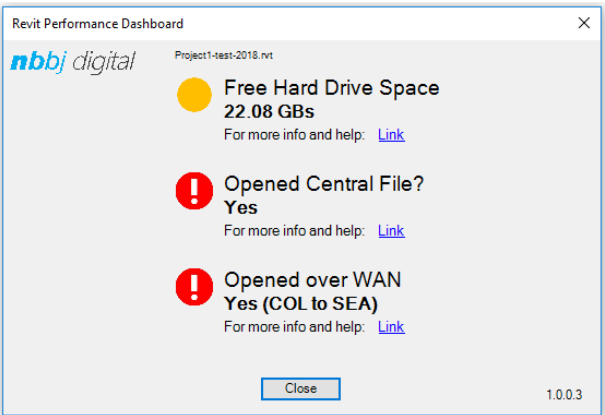 Revit Performance Dashboard
nbbj digital
Project1-test-2018.rvt
Free Hard Drive Space
22.08 GBs
For more info and help: Link
Opened Central File?
Yes
For more info and help: Link
Opened over WAN
Yes (COL to SEA)
For more info and help: Link
Close
1.0.0.3